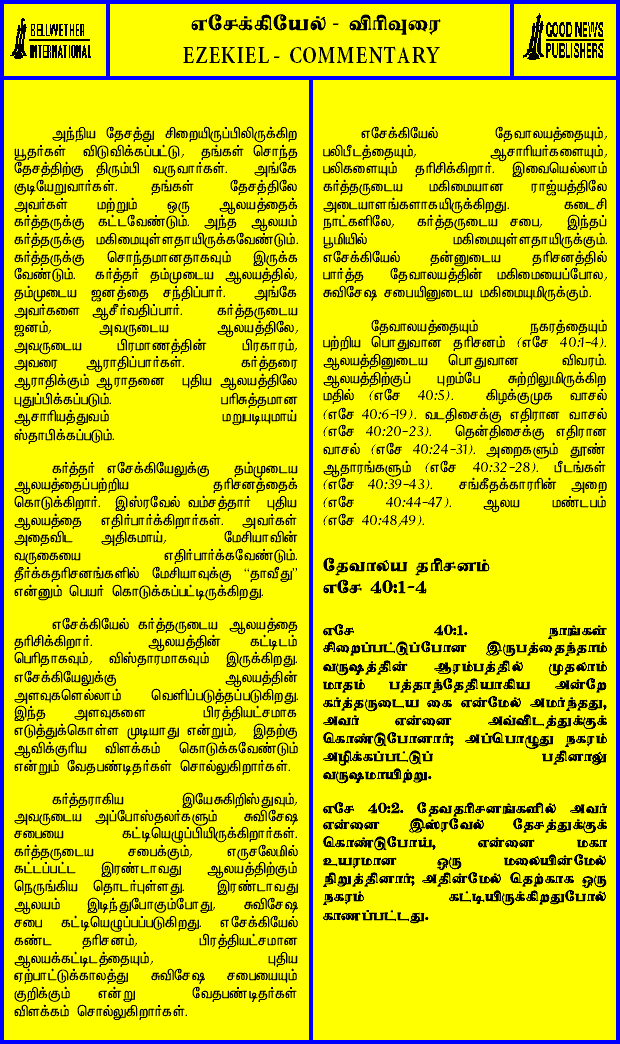 BELLWETHER
INTERNATIONAL
எசேக்கியேல் - விரிவுரை
EZEKIEL - COMMENTARY
GOOD NEWS
PUBLISHERS
அந்நிய தேசத்து சிறையிருப்பிலிருக்கிற
யூதர்கள் விடுவிக்கப்பட்டு, தங்கள் சொந்த
தேசத்திற்கு திரும்பி வருவார்கள். அங்கே
குடியேறுவார்கள். தங்கள் தேசத்திலே
அவர்கள் மற்றும் ஒரு ஆலயத்தைக்
கர்த்தருக்கு கட்டவேண்டும். அந்த ஆலயம்
கர்த்தருக்கு மகிமையுள்ளதாயிருக்கவேண்டும்.
கர்த்தருக்கு சொந்தமானதாகவும் இருக்க
வேண்டும். கர்த்தர் தம்முடைய ஆலயத்தில்,
தம்முடைய ஜனத்தை சந்திப்பார். அங்கே
அவர்களை ஆசீர்வதிப்பார். கர்த்தருடைய
ஜனம், அவருடைய ஆலயத்திலே,
அவருடைய பிரமாணத்தின் பிரகாரம்,
அவரை ஆராதிப்பார்கள். கர்த்தரை
ஆராதிக்கும் ஆராதனை புதிய ஆலயத்திலே
புதுப்பிக்கப்படும். பரிசுத்தமான
ஆசாரியத்துவம் மறுபடியுமாய்
ஸ்தாபிக்கப்படும்.
கர்த்தர் எசேக்கியேலுக்கு தம்முடைய
ஆலயத்தைப்பற்றிய தரிசனத்தைக்
கொடுக்கிறார். இஸ்ரவேல் வம்சத்தார் புதிய
ஆலயத்தை எதிர்பார்க்கிறார்கள். அவர்கள்
அதைவிட அதிகமாய், மேசியாவின்
வருகையை எதிர்பார்க்கவேண்டும்.
தீர்க்கதரிசனங்களில் மேசியாவுக்கு “தாவீது”
என்னும் பெயர் கொடுக்கப்பட்டிருக்கிறது.
எசேக்கியேல் கர்த்தருடைய ஆலயத்தை
தரிசிக்கிறார். ஆலயத்தின் கட்டிடம்
பெரிதாகவும், விஸ்தாரமாகவும் இருக்கிறது.
எசேக்கியேலுக்கு ஆலயத்தின்
அளவுகளெல்லாம் வெளிப்படுத்தப்படுகிறது.
இந்த அளவுகளை பிரத்தியட்சமாக
எடுத்துக்கொள்ள முடியாது என்றும், இதற்கு
ஆவிக்குரிய விளக்கம் கொடுக்கவேண்டும்
என்றும் வேதபண்டிதர்கள் சொல்லுகிறார்கள்.
கர்த்தராகிய இயேசுகிறிஸ்துவும்,
அவருடைய அப்போஸ்தலர்களும் சுவிசேஷ
சபையை கட்டியெழுப்பியிருக்கிறார்கள்.
கர்த்தருடைய சபைக்கும், எருசலேமில்
கட்டப்பட்ட இரண்டாவது ஆலயத்திற்கும்
நெருங்கிய தொடர்புள்ளது. இரண்டாவது
ஆலயம் இடிந்துபோகும்போது, சுவிசேஷ
சபை கட்டியெழுப்பப்படுகிறது. எசேக்கியேல்
கண்ட தரிசனம், பிரத்தியட்சமான
ஆலயக்கட்டிடத்தையும், புதிய
ஏற்பாட்டுக்காலத்து சுவிசேஷ சபையையும்
குறிக்கும் என்று வேதபண்டிதர்கள்
விளக்கம் சொல்லுகிறார்கள்.
எசேக்கியேல் தேவாலயத்தையும்,
பலிபீடத்தையும், ஆசாரியர்களையும்,
பலிகளையும் தரிசிக்கிறார். இவையெல்லாம்
கர்த்தருடைய மகிமையான ராஜ்யத்திலே
அடையாளங்களாகயிருக்கிறது. கடைசி
நாட்களிலே, கர்த்தருடைய சபை, இந்தப்
பூமியில் மகிமையுள்ளதாயிருக்கும்.
எசேக்கியேல் தன்னுடைய தரிசனத்தில்
பார்த்த தேவாலயத்தின் மகிமையைப்போல,
சுவிசேஷ சபையினுடைய மகிமையுமிருக்கும்.
தேவாலயத்தையும் நகரத்தையும்
பற்றிய பொதுவான தரிசனம் (எசே 40:1-4).
ஆலயத்தினுடைய பொதுவான விவரம்.
ஆலயத்திற்குப் புறம்பே சுற்றிலுமிருக்கிற
மதில் (எசே 40:5). கிழக்குமுக வாசல்
(எசே 40:6-19). வடதிசைக்கு எதிரான வாசல்
(எசே 40:20-23). தென்திசைக்கு எதிரான
வாசல் (எசே 40:24-31). அறைகளும் தூண்
ஆதாரங்களும் (எசே 40:32-28). பீடங்கள்
(எசே 40:39-43). சங்கீதக்காரரின் அறை
(எசே 40:44-47). ஆலய மண்டபம்
(எசே 40:48,49).
தேவாலய தரிசனம்
எசே 40:1-4
எசே 40:1. நாங்கள்
சிறைப்பட்டுப்போன இருபத்தைந்தாம்
வருஷத்தின் ஆரம்பத்தில் முதலாம்
மாதம் பத்தாந்தேதியாகிய அன்றே
கர்த்தருடைய கை என்மேல் அமர்ந்தது,
அவர் என்னை அவ்விடத்துக்குக்
கொண்டுபோனார்; அப்பொழுது நகரம்
அழிக்கப்பட்டுப் பதினாலு
வருஷமாயிற்று.
எசே 40:2. தேவதரிசனங்களில் அவர்
என்னை இஸ்ரவேல் தேசத்துக்குக்
கொண்டுபோய், என்னை மகா
உயரமான ஒரு மலையின்மேல்
நிறுத்தினார்; அதின்மேல் தெற்காக ஒரு
நகரம் கட்டியிருக்கிறதுபோல்
காணப்பட்டது.